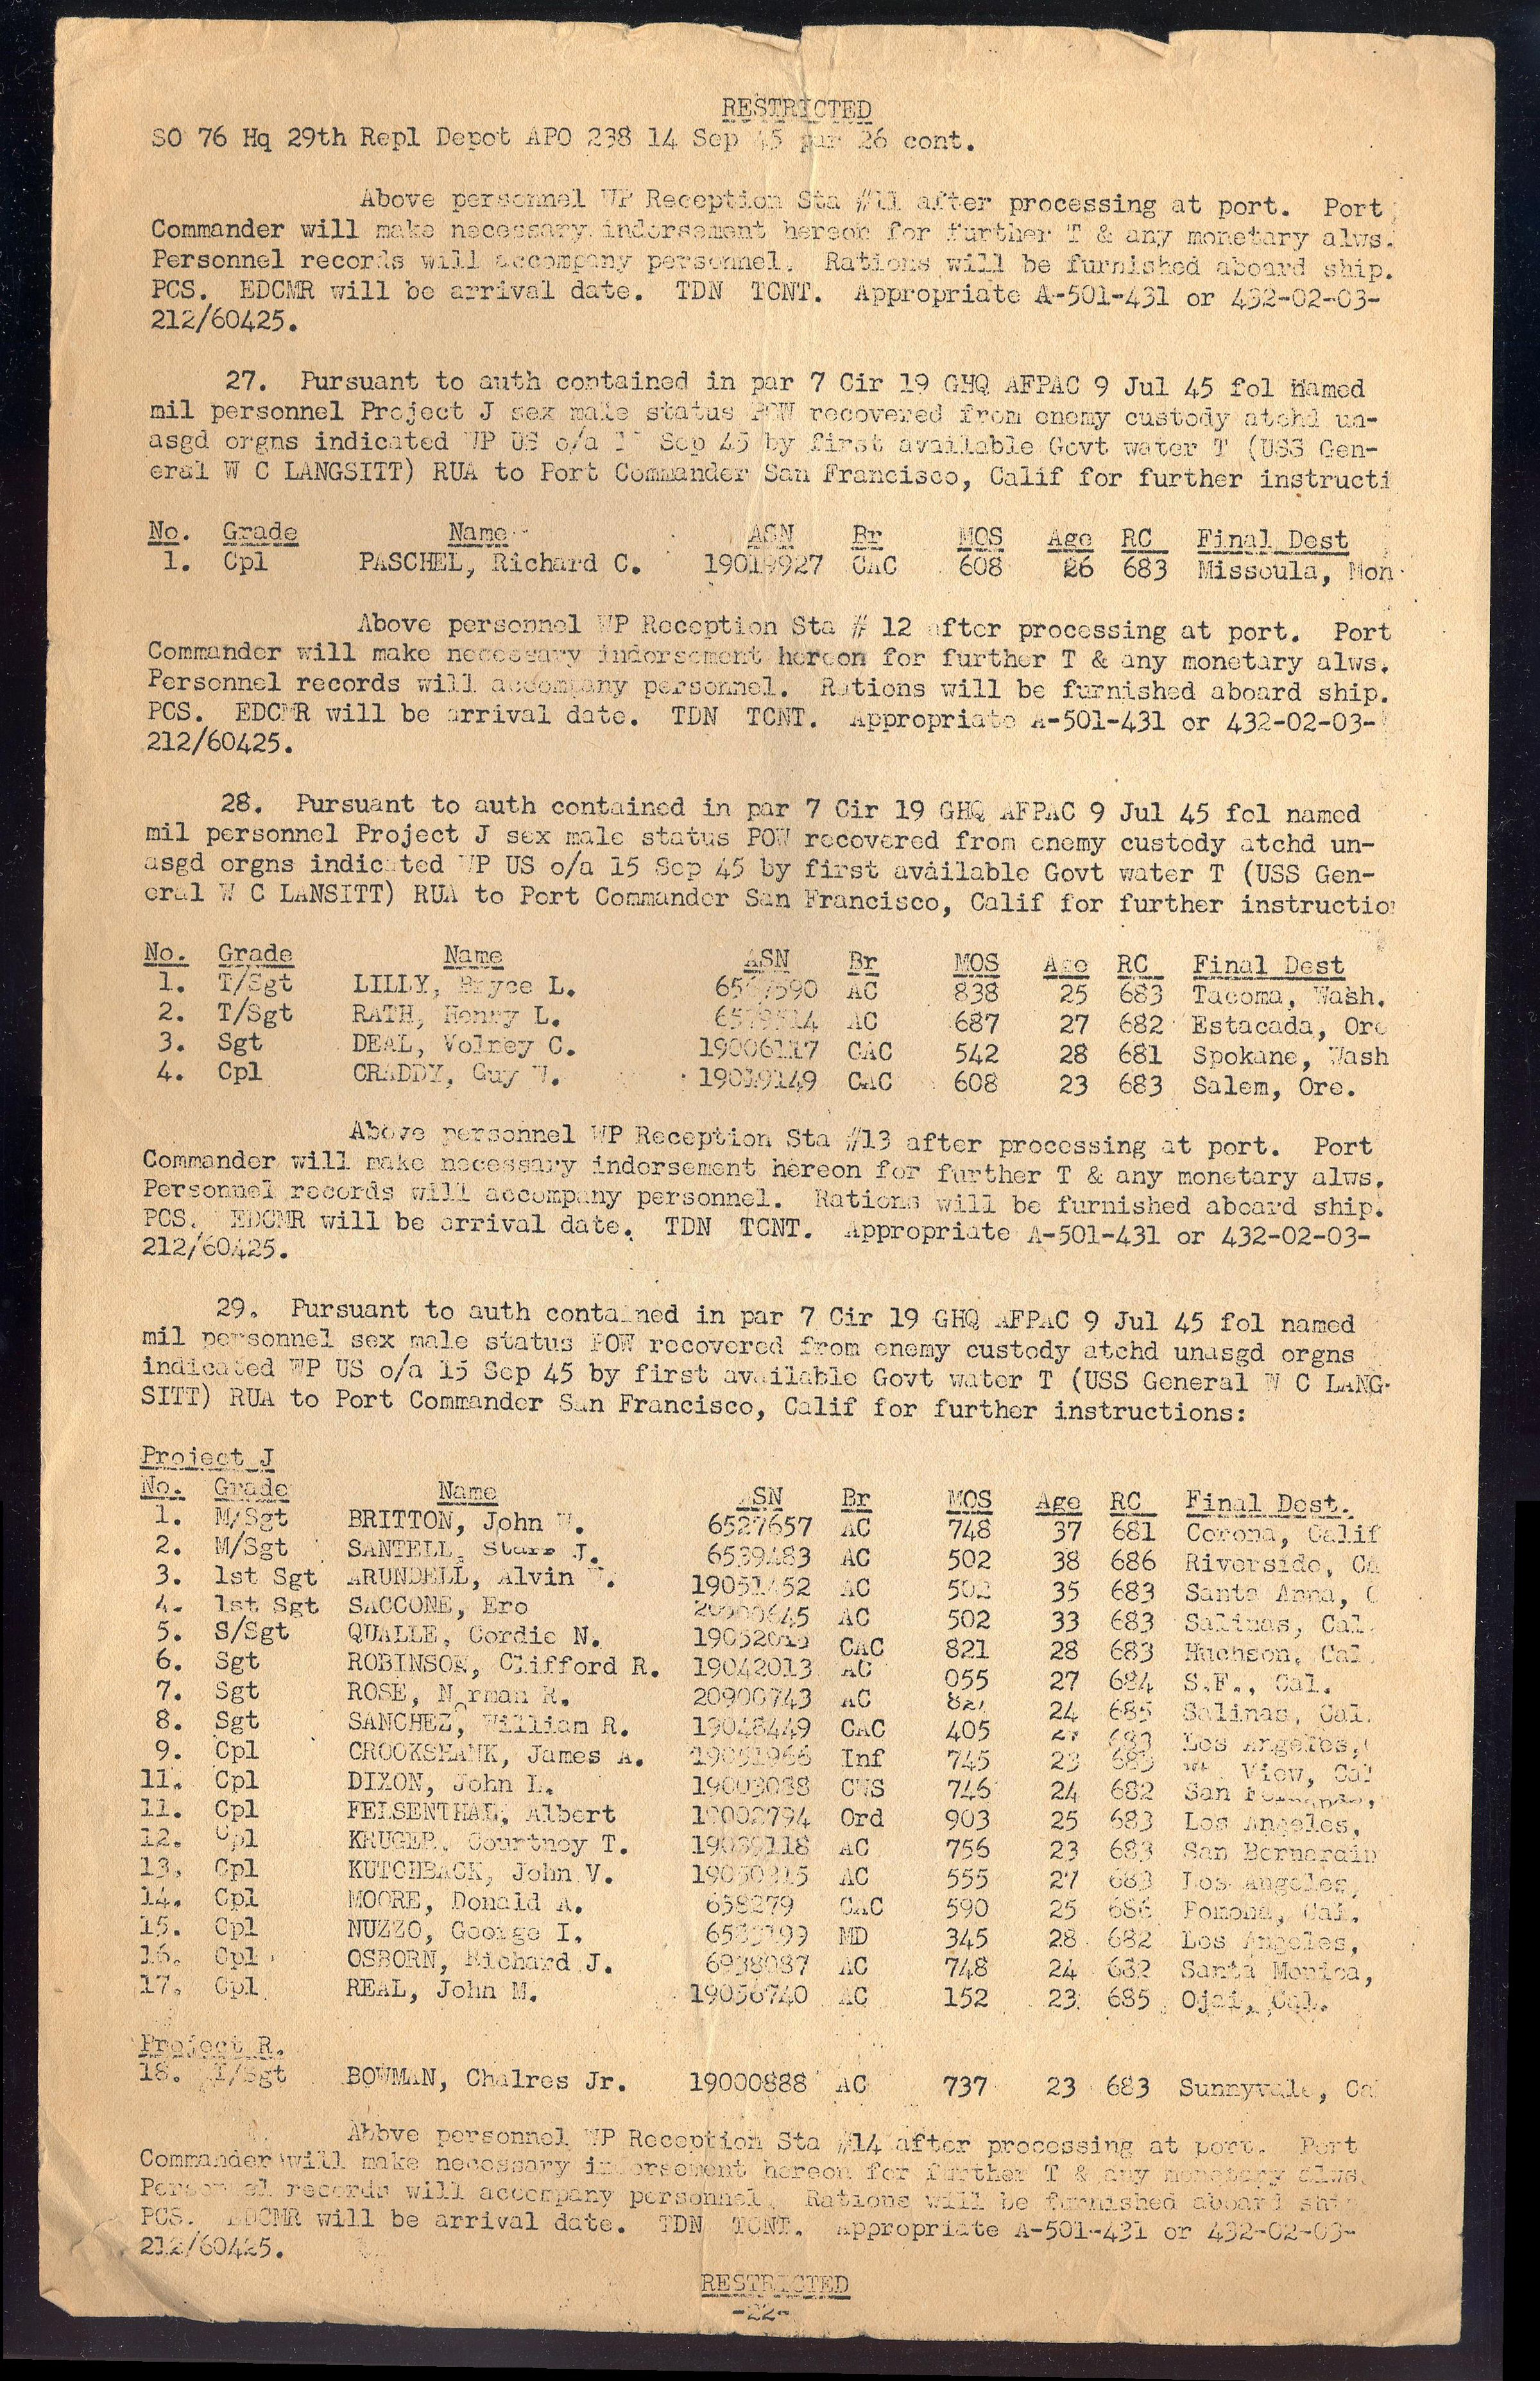 RESTRICTED
SO 76 Hq 29th Repl Depot APO 238 14 Sep 45 par 26 cont.
Above personnel WP Reception Sta #11 after processing at port. Port
Commander will make necessary indorsement hereon for further T & any monetary alws.
Personnel records will accompany personnel. Rations will be furnished aboard ship.
PCS. EDCMR will be arrival date. TDN TCNT. Appropriate A-501-431 or 432-02-03-
212/60425.
27. Pursuant to auth contained in par 7 Cir 19 GHQ AFPAC 9 Jul 45 fol named
mil personnel Project J sex male status POW recovered from enemy custody atchd un-
asgd orgns indicated WP US o/a Sep 45 by first available Govt water T (USS Gen-
eral W C LANGSITT) RUA to Port Commander San Francisco, Calif for further instructi
No. Grade Name ASN Br MOS Age RC Final Dest
1. Cpl PASCHEL, Richard C. 19019927 CAC 608 26 683 Missoula, Mon
Above personnel WP Reception Sta # 12 after processing at port. Port
Commander will make necessary indorsement hereon for further T & any monetary alws.
Personnel records will accompany personnel. Rations will be furnished aboard ship.
PCS. EDCMR will be arrival date. TDN TCNT. Appropriate A-501-431 or 432-02-03-
212/60425.
28. Pursuant to auth contained in par 7 Cir 19 GHQ AFPAC 9 Jul 45 fol named
mil personnel Project J sex male status POW recovered from enemy custody atchd un-
asgd orgns indicated WP US o/a 15 Sep 45 by first available Govt water T (USS Gen-
eral W C LANSITT) RUA to Port Commander San Francisco, Calif for further instructio
No. Grade Name ASN Br MOS Age RC Final Dest
1. T/Sgt LILLY, Bryce L. AC 838 25 683 Tacoma, Wash.
2. T/Sgt RATH, Henry L. AC 687 27 682 Estacada, Ore
3. Sgt DEAL, Volney C. 19006117 CAC 542 28 681 Spokane, Wash
4. Cpl CRADDY, Guy W. 19019149 CAC 608 23 683 Salem, Ore.
Above personnel WP Reception Sta #13 after processing at port. Port
Commander will make necessary indorsement hereon for further T & any monetary alws.
Personnel records will accompany personnel. Rations will be furnished aboard ship.
PCS. EDCMR will be arrival date. TDN TCNT. Appropriate A-501-431 or 432-02-03-
212/60425.
29. Pursuant to auth contained in par 7 Cir 19 GHQ AFPAC 9 Jul 45 fol named
mil personnel sex male status POW recovered from enemy custody atchd unasgd orgns
indicated WP US o/a 15 Sep 45 by first available Govt water T (USS General W C LANG-
SITT) RUA to Port Commander San Francisco, Calif for further instructions:
Project J
No. Grade Name ASN Br MOS Age RC Final Dest.
1. M/Sgt BRITTON, John W. 6527657 AC 748 37 681 Corona, Calif
2. M/Sgt SANTELL, Starr J. 6539483 AC 502 38 686 Riverside, Ca
3. 1st Sgt ARUNDELL, Alvin W. 19051452 AC 502 35 683 Santa Anna, C
4. 1st Sgt SACCONE, Ero 20900645 AC 502 33 683 Salinas, Cal.
5. S/Sgt QUALLE, Cordie N. CAC 821 28 683 Huchson, Cal.
6. Sgt ROBINSON, Clifford R. 19042013 AC 055 27 684 S.F., Cal.
7. Sgt ROSE, Norman R. 20900743 AC 821 24 685 Salinas, Cal.
8. Sgt SANCHEZ, William R. 19048449 CAC 405 27 683 Los Angeles,
9. Cpl CROOKSHANK, James A. 19051966 Inf 745 23 683 Mt. View, Cal
11. Cpl DIXON, John L. 19003088 CWS 746 24 682 San Fernando,
11. Cpl FELSENTHAL, Albert 19002794 Ord 903 25 683 Los Angeles,
12. Cpl KRUGER, Courtney T. 19039118 AC 756 23 683 San Bernardin
13. Cpl KUTCHBACK, John V. 19050315 AC 555 27 683 Los Angeles,
14. Cpl MOORE, Donald A. 658279 CAC 590 25 686 Pomona, Cal.
15. Cpl NUZZO, George I. MD 345 28 682 Los Angeles,
16. Cpl OSBORN, Richard J. 6938087 AC 748 24 682 Santa Monica,
17. Cpl REAL, John M. 19056740 AC 152 23 685 Ojai, Cal.
Project R.
18. T/Sgt BOWMAN, Chalres Jr. 19000888 AC 737 23 683 Sunnyvale, Ca
Abbve personnel WP Reception Sta #14 after processing at port. Port
Commander will make necessary indorsement hereon for further T & any monetary alws.
Personnel records will accompany personnel. Rations will be furnished aboard ship
PCS. EDCMR will be arrival date. TDN TCNT. Appropriate A-501-431 or 432-02-03-
212/60425.
RESTRICTED
-22-